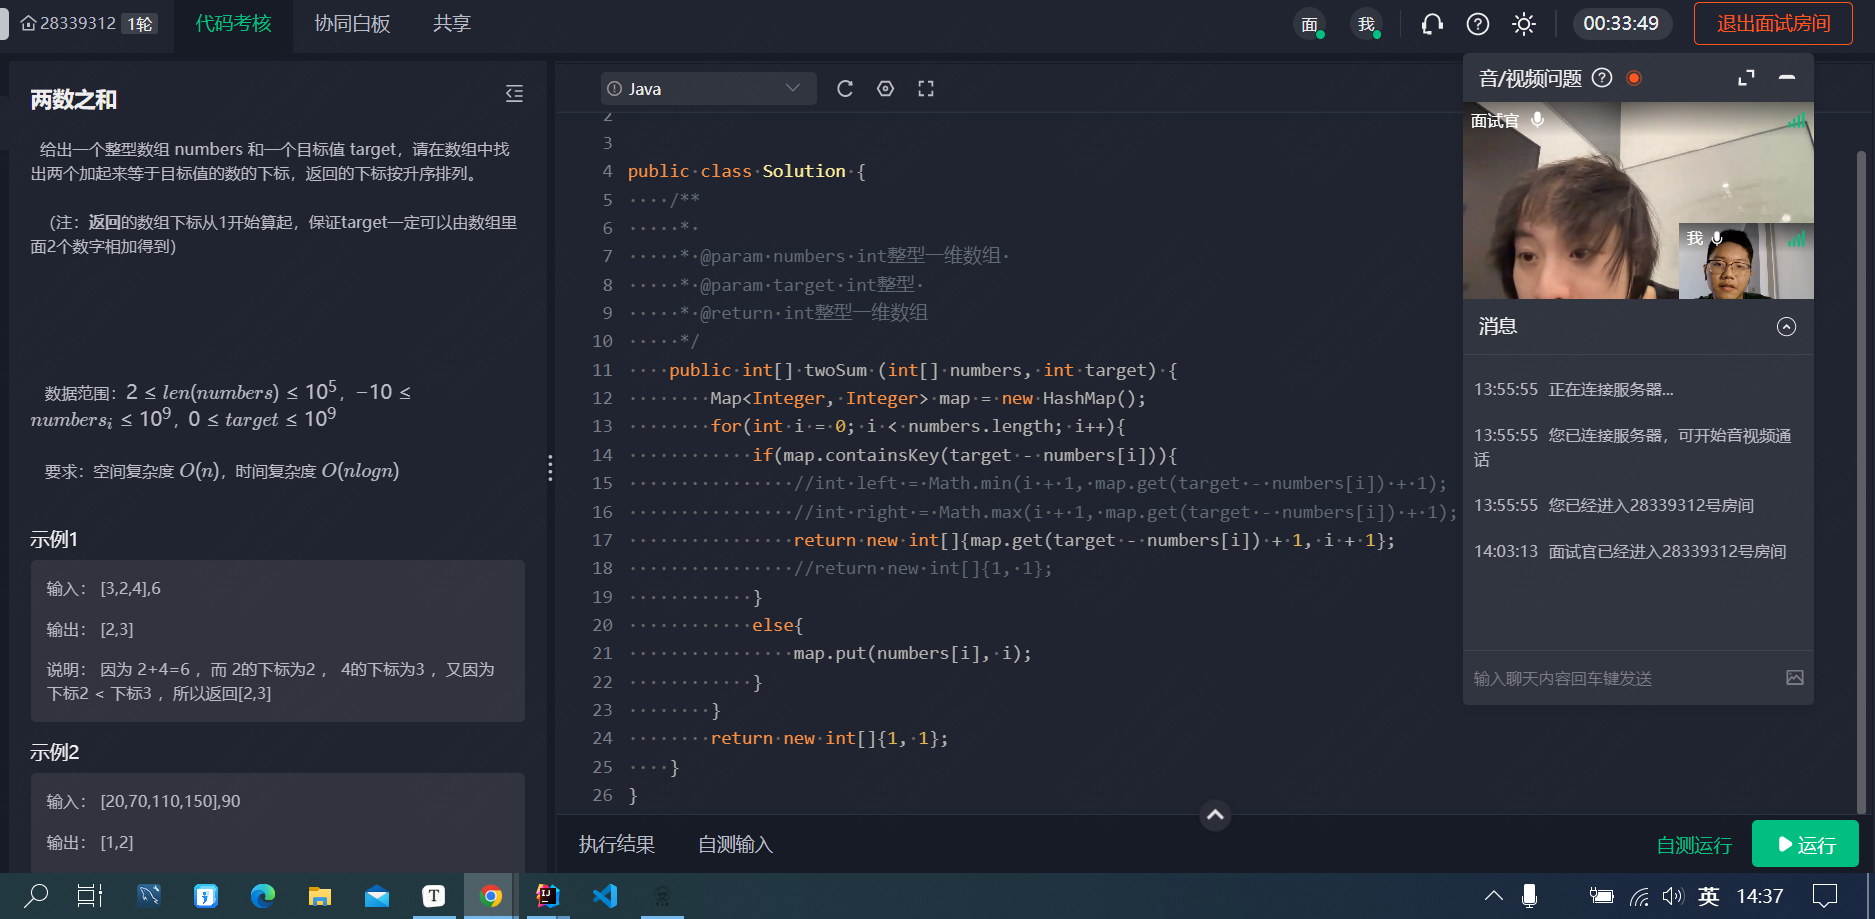 28339312 1轮 代码考核 协同白板 共享 面 我 00:33:49 退出面试房间
两数之和
给出一个整型数组 numbers 和一个目标值 target，请在数组中找
出两个加起来等于目标值的数的下标，返回的下标按升序排列。
（注：返回的数组下标从1开始算起，保证target一定可以由数组里
面2个数字相加得到）
数据范围：2 ≤ len(numbers) ≤ 10⁵，−10 ≤
numbersᵢ ≤ 10⁹，0 ≤ target ≤ 10⁹
要求：空间复杂度 O(n)，时间复杂度 O(nlogn)
示例1
输入： [3,2,4],6
输出： [2,3]
说明： 因为 2+4=6 ，而 2的下标为2 ， 4的下标为3 ，又因为
下标2 < 下标3 ，所以返回[2,3]
示例2
输入： [20,70,110,150],90
输出： [1,2]
Java
2
3
4 public class Solution {
5 /**
6 *
7 * @param numbers int整型一维数组
8 * @param target int整型
9 * @return int整型一维数组
10 */
11 public int[] twoSum (int[] numbers, int target) {
12 Map<Integer, Integer> map = new HashMap();
13 for(int i = 0; i < numbers.length; i++){
14 if(map.containsKey(target - numbers[i])){
15 //int left = Math.min(i + 1, map.get(target - numbers[i]) + 1);
16 //int right = Math.max(i + 1, map.get(target - numbers[i]) + 1);
17 return new int[]{map.get(target - numbers[i]) + 1, i + 1};
18 //return new int[]{1, 1};
19 }
20 else{
21 map.put(numbers[i], i);
22 }
23 }
24 return new int[]{1, 1};
25 }
26 }
执行结果 自测输入 自测运行 运行
音/视频问题
面试官
我
消息
13:55:55 正在连接服务器...
13:55:55 您已连接服务器，可开始音视频通
话
13:55:55 您已经进入28339312号房间
14:03:13 面试官已经进入28339312号房间
输入聊天内容回车键发送
T
IJ
英 14:37